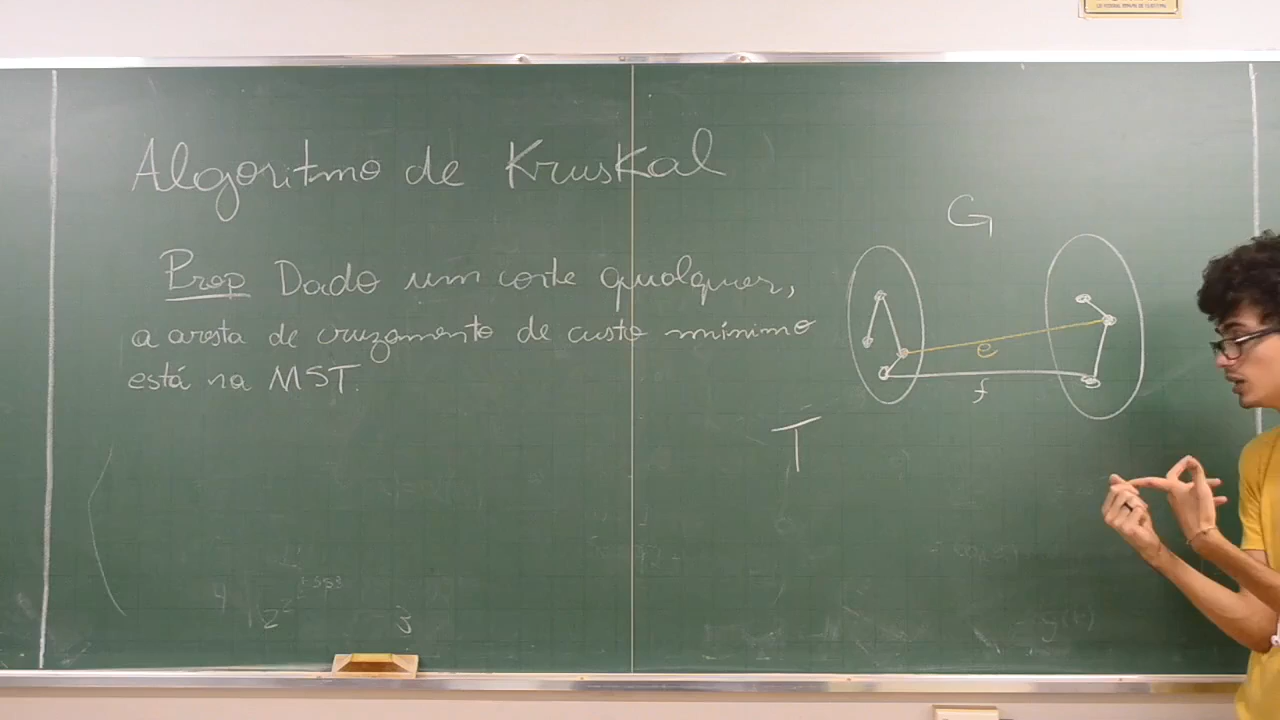 Algoritmo de Kruskal
Prop Dado um corte qualquer,
a aresta de cruzamento de custo mínimo
está na MST.
G
e
f
T